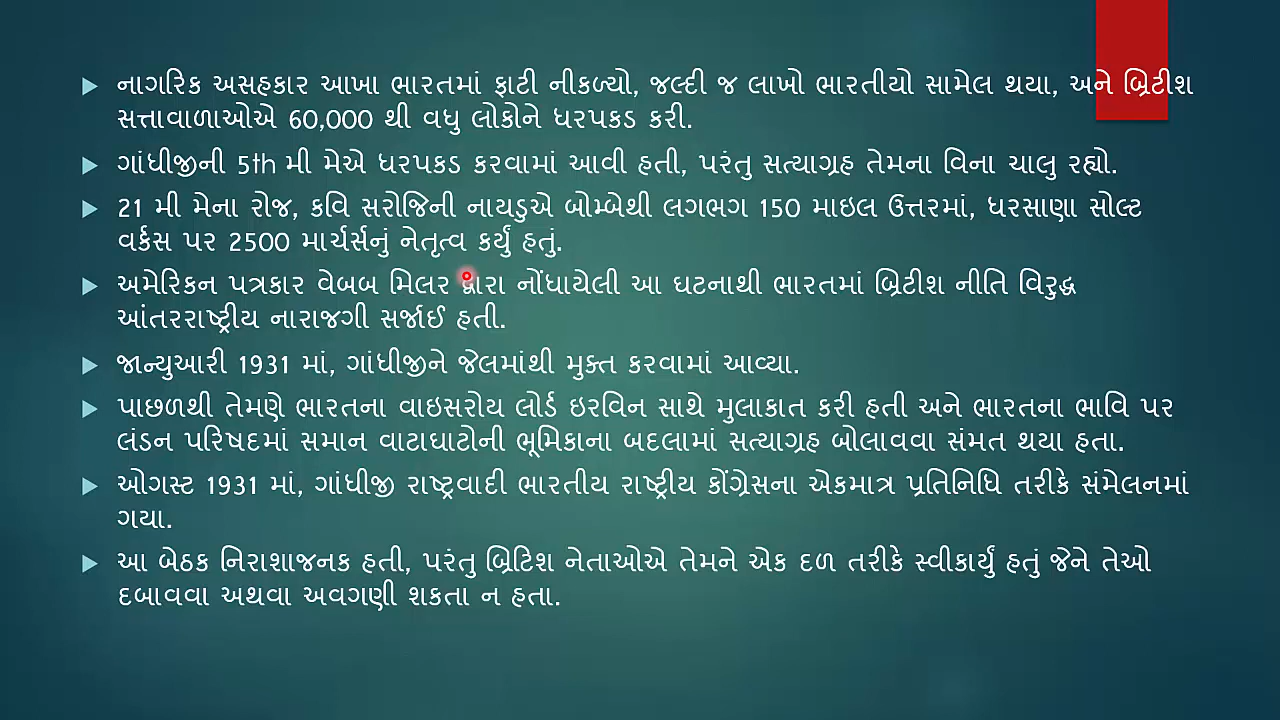 નાગરિક અસહકાર આખા ભારતમાં ફાટી નીકળ્યો, જલ્દી જ લાખો ભારતીયો સામેલ થયા, અને બ્રિટીશ
સત્તાવાળાઓએ 60,000 થી વધુ લોકોને ધરપકડ કરી.
ગાંધીજીની 5th મી મેએ ધરપકડ કરવામાં આવી હતી, પરંતુ સત્યાગ્રહ તેમના વિના ચાલુ રહ્યો.
21 મી મેના રોજ, કવિ સરોજિની નાયડુએ બોમ્બેથી લગભગ 150 માઇલ ઉત્તરમાં, ધરસાણા સોલ્ટ
વર્કસ પર 2500 માર્ચર્સનું નેતૃત્વ કર્યું હતું.
અમેરિકન પત્રકાર વેબબ મિલર દ્વારા નોંધાયેલી આ ઘટનાથી ભારતમાં બ્રિટીશ નીતિ વિરુદ્ધ
આંતરરાષ્ટ્રીય નારાજગી સર્જાઈ હતી.
જાન્યુઆરી 1931 માં, ગાંધીજીને જેલમાંથી મુક્ત કરવામાં આવ્યા.
પાછળથી તેમણે ભારતના વાઇસરોય લોર્ડ ઇરવિન સાથે મુલાકાત કરી હતી અને ભારતના ભાવિ પર
લંડન પરિષદમાં સમાન વાટાઘાટોની ભૂમિકાના બદલામાં સત્યાગ્રહ બોલાવવા સંમત થયા હતા.
ઓગસ્ટ 1931 માં, ગાંધીજી રાષ્ટ્રવાદી ભારતીય રાષ્ટ્રીય કોંગ્રેસના એકમાત્ર પ્રતિનિધિ તરીકે સંમેલનમાં
ગયા.
આ બેઠક નિરાશાજનક હતી, પરંતુ બ્રિટિશ નેતાઓએ તેમને એક દળ તરીકે સ્વીકાર્યું હતું જેને તેઓ
દબાવવા અથવા અવગણી શકતા ન હતા.